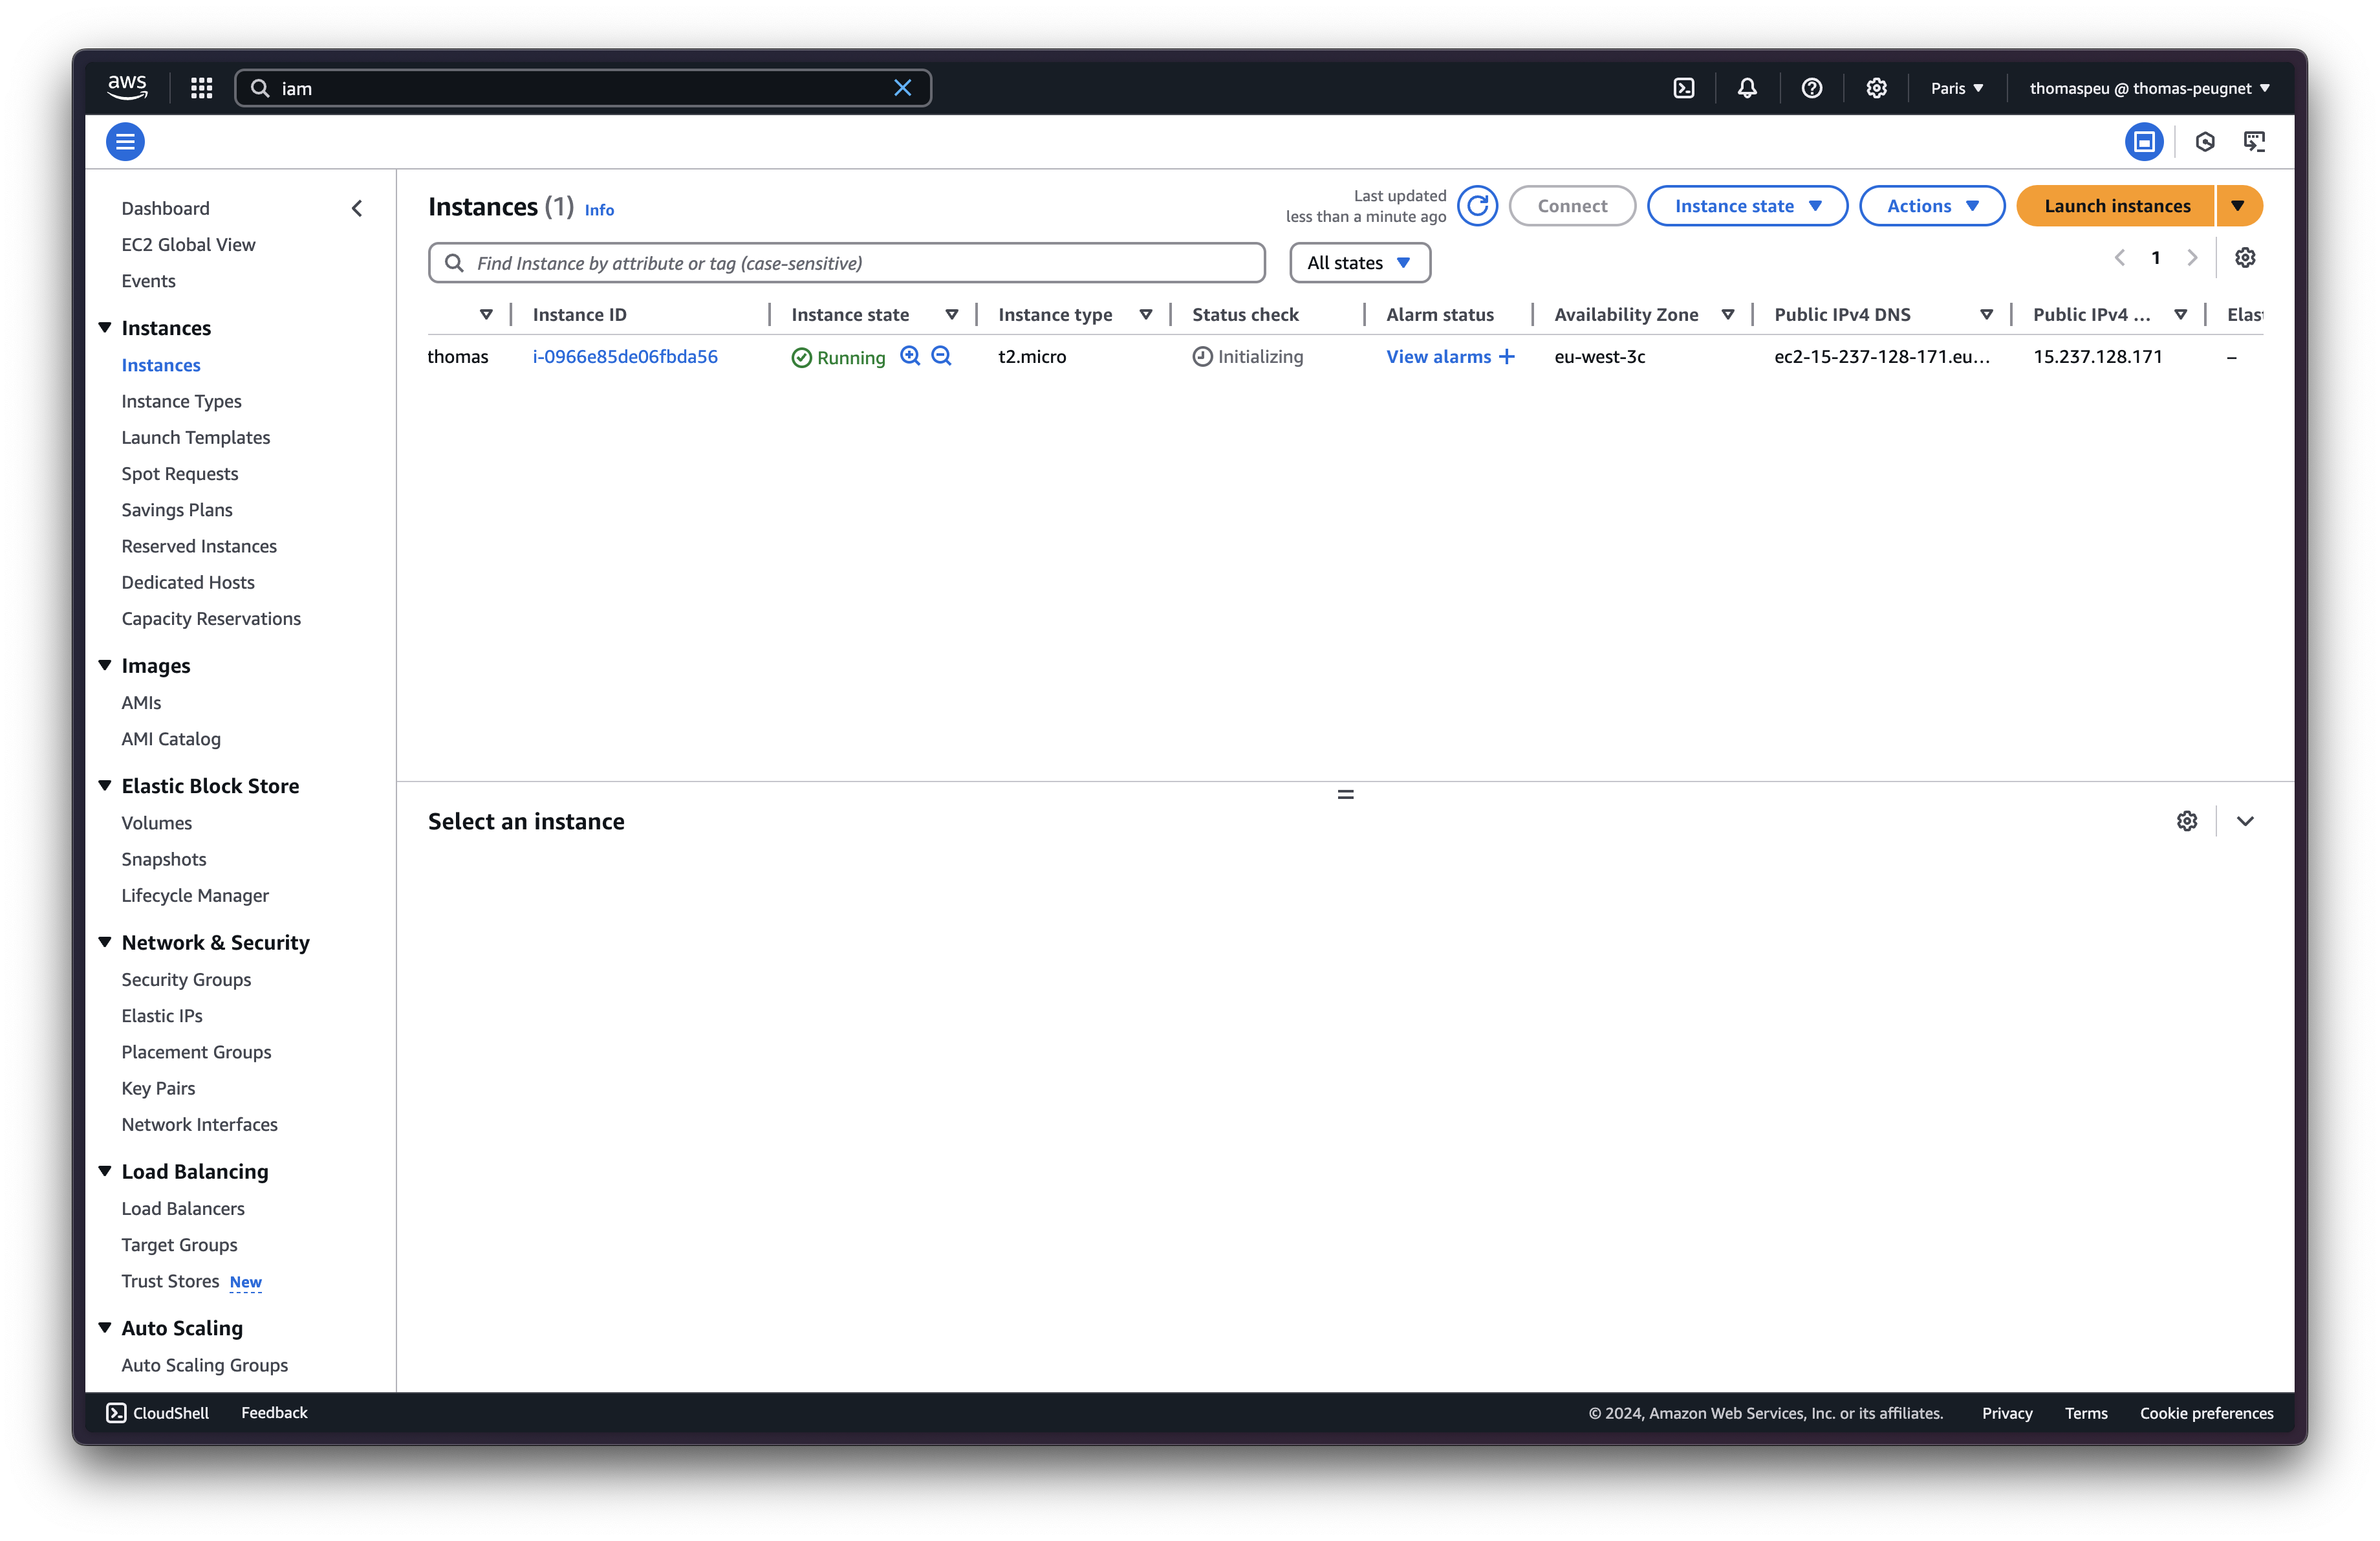 aws
iam
Paris
thomaspeu @ thomas-peugnet
Dashboard
EC2 Global View
Events
Instances
Instances
Instance Types
Launch Templates
Spot Requests
Savings Plans
Reserved Instances
Dedicated Hosts
Capacity Reservations
Images
AMIs
AMI Catalog
Elastic Block Store
Volumes
Snapshots
Lifecycle Manager
Network & Security
Security Groups
Elastic IPs
Placement Groups
Key Pairs
Network Interfaces
Load Balancing
Load Balancers
Target Groups
Trust Stores New
Auto Scaling
Auto Scaling Groups
Instances (1) Info
Last updated
less than a minute ago
Connect
Instance state
Actions
Launch instances
Find Instance by attribute or tag (case-sensitive)
All states
1
Instance ID Instance state Instance type Status check Alarm status Availability Zone Public IPv4 DNS Public IPv4 ... Elast
thomas i-0966e85de06fbda56 Running t2.micro Initializing View alarms + eu-west-3c ec2-15-237-128-171.eu... 15.237.128.171 –
Select an instance
CloudShell Feedback © 2024, Amazon Web Services, Inc. or its affiliates. Privacy Terms Cookie preferences